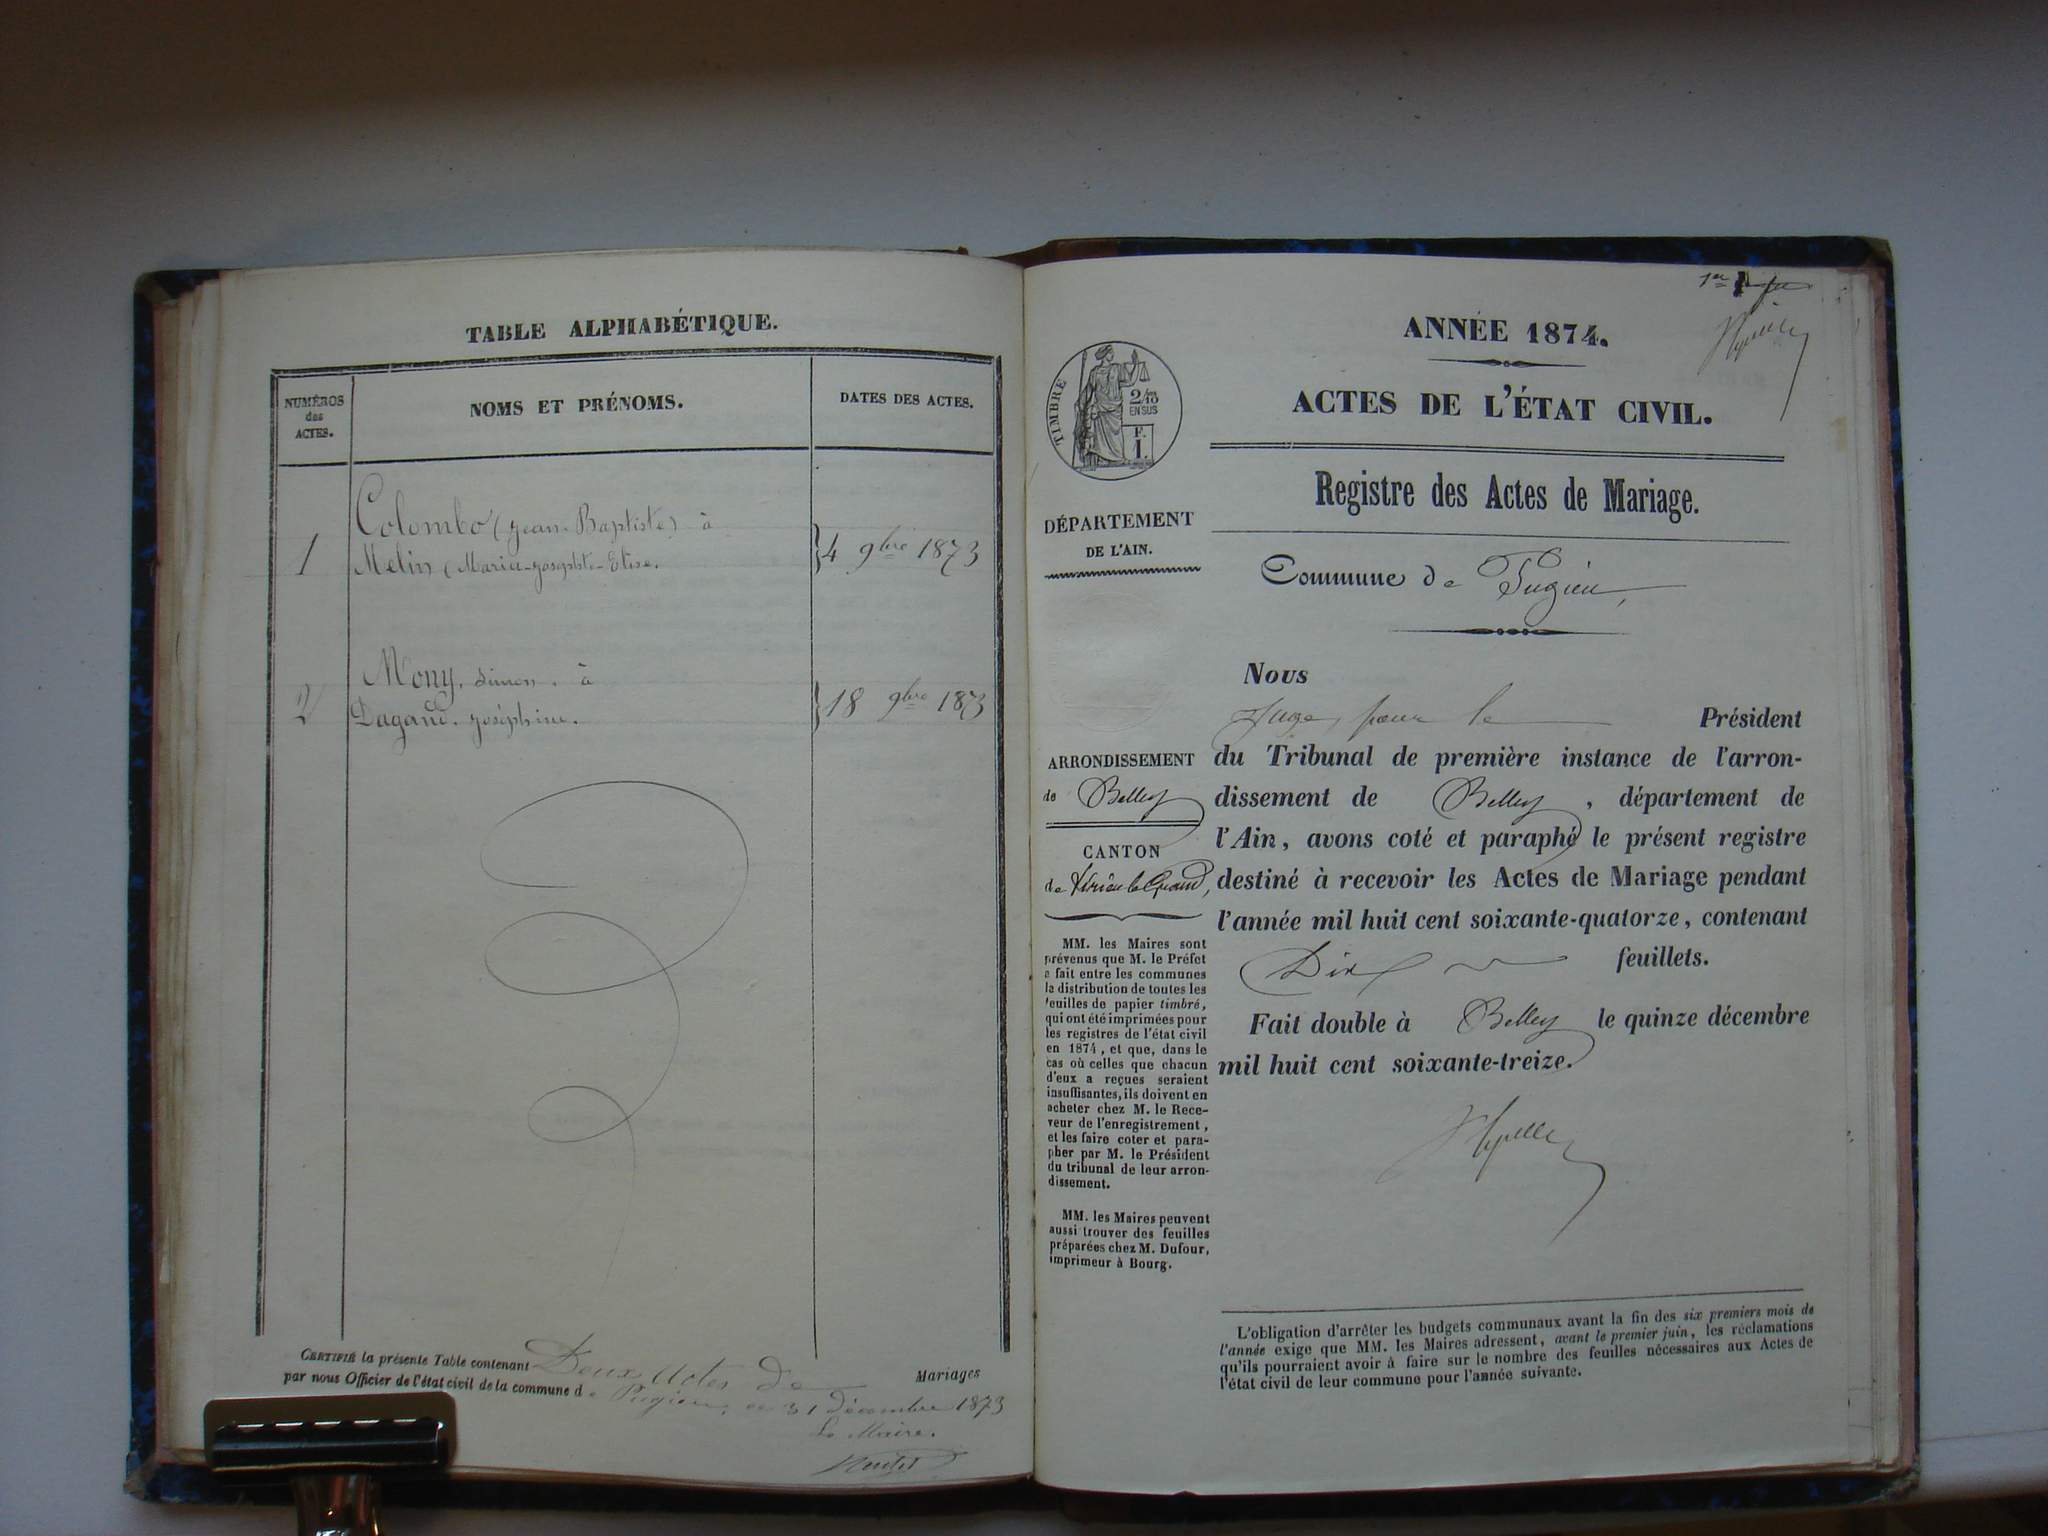 TABLE ALPHABÉTIQUE.
NUMÉROS
des
ACTES.
NOMS ET PRÉNOMS.
DATES DES ACTES.
1
Colombo (Jean-Baptiste) à
Melin (Maria-Josephte-Elise.
4 9bre 1873
2
Mony, Simon. à
Dagand. Joséphine.
18 9bre 1873
CERTIFIÉ la présente Table contenant Deux Actes de Mariages
par nous Officier de l'état civil de la commune de Pugieu, ce 31 décembre 1873
Le Maire.
1er
ANNÉE 1874.
ACTES DE L'ÉTAT CIVIL.
Registre des Actes de Mariage.
TIMBRE
2/10
EN SUS
F.
1.
DÉPARTEMENT
DE L'AIN.
Commune de Pugieu,
ARRONDISSEMENT
de Belley
CANTON
de Virieu le Grand,
MM. les Maires sont
prévenus que M. le Préfet
a fait entre les communes
la distribution de toutes les
feuilles de papier timbré,
qui ont été imprimées pour
les registres de l'état civil
en 1874, et que, dans le
cas où celles que chacun
d'eux a reçues seraient
insuffisantes, ils doivent en
acheter chez M. le Rece-
veur de l'enregistrement,
et les faire coter et para-
pher par M. le Président
du tribunal de leur arron-
dissement.
MM. les Maires peuvent
aussi trouver des feuilles
préparées chez M. Dufour,
imprimeur à Bourg.
Nous
Juge, pour le Président
du Tribunal de première instance de l'arron-
dissement de Belley, département de
l'Ain, avons coté et paraphé le présent registre
destiné à recevoir les Actes de Mariage pendant
l'année mil huit cent soixante-quatorze, contenant
Dix feuillets.
Fait double à Belley le quinze décembre
mil huit cent soixante-treize.
L'obligation d'arrêter les budgets communaux avant la fin des six premiers mois de
l'année exige que MM. les Maires adressent, avant le premier juin, les réclamations
qu'ils pourraient avoir à faire sur le nombre des feuilles nécessaires aux Actes de
l'état civil de leur commune pour l'année suivante.